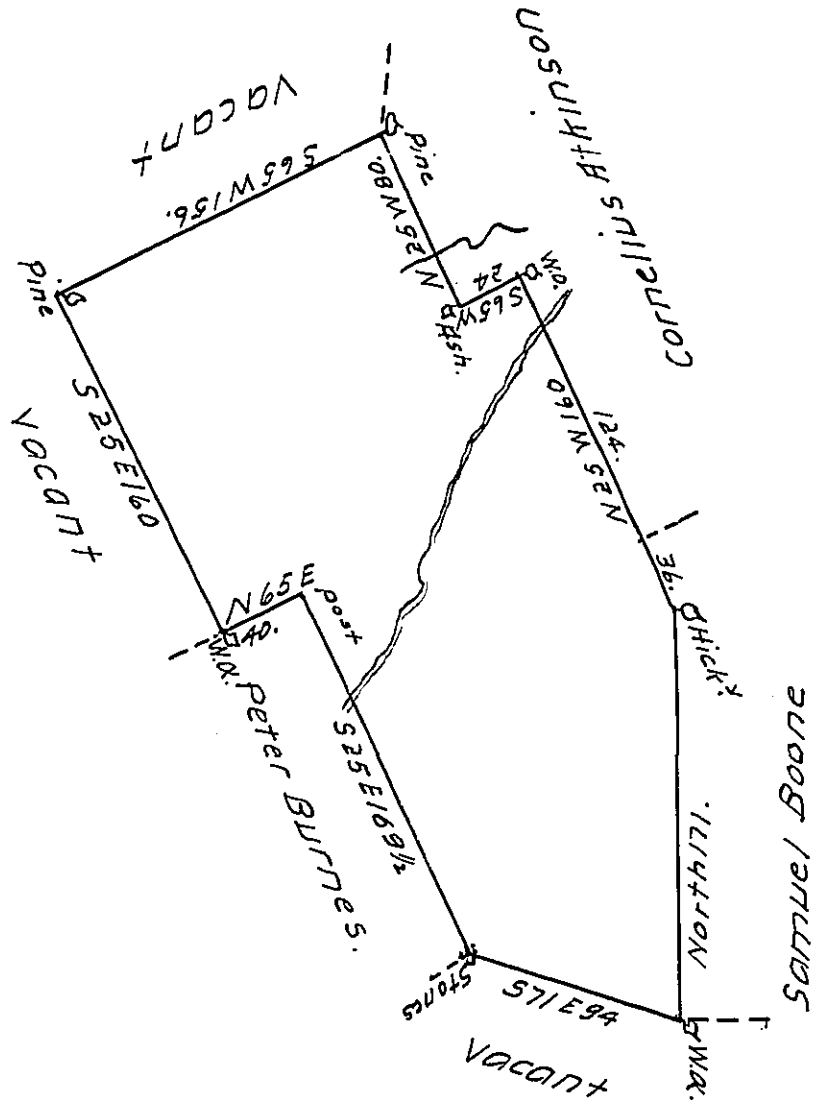 Vacant
S65W156.
Pine
N25W80.
Pine
S25E160
Vacant
Ash.
S65W
24
W.O.
Cornelius Atkinson
N25W160
124.
36.
Hick.y
North171.
Samuel Boone
W.O.
S71E94
Vacant
Stones
S25E169½
Post
N65E
40.
W.O.
Peter Burnes.